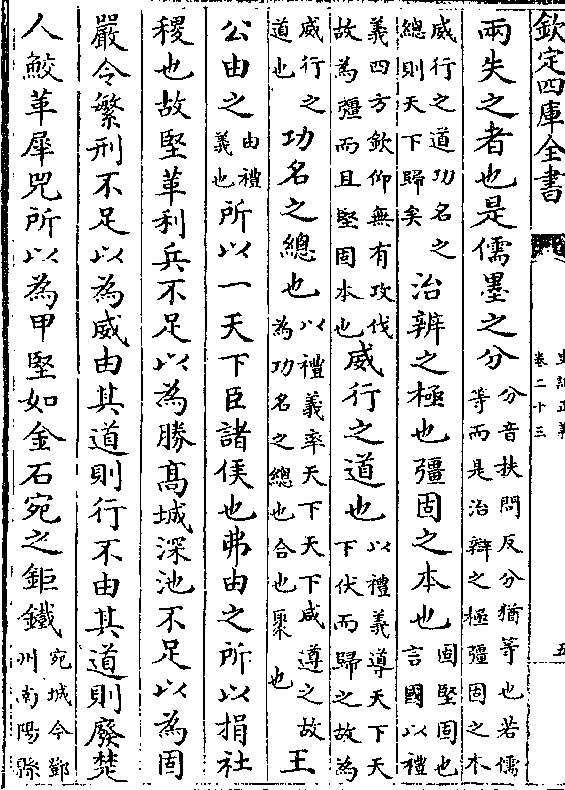 欽定四庫全書
史記正義
卷二十三
五
兩失之者也是儒墨之分分音扶問反分猶等也若儒等而是治辯之極彊固之本
威行之道功名之總則天下歸矣治辨之極也彊固之本也固堅固也言國以禮
義四方欽仰無有攻伐故為彊而且堅固本也威行之道也以禮義導天下天下伏而歸之故為
威行之道也功名之總也以禮義率天下天下咸遵之故為功名之總也合也聚也王
公由之由禮義也所以一天下臣諸侯也弗由之所以捐社
稷也故堅革利兵不足以為勝高城深池不足以為固
嚴令繁刑不足以為威由其道則行不由其道則廢楚
人鮫革犀兕所以為甲堅如金石宛之鉅鐵宛城今鄧州南陽縣